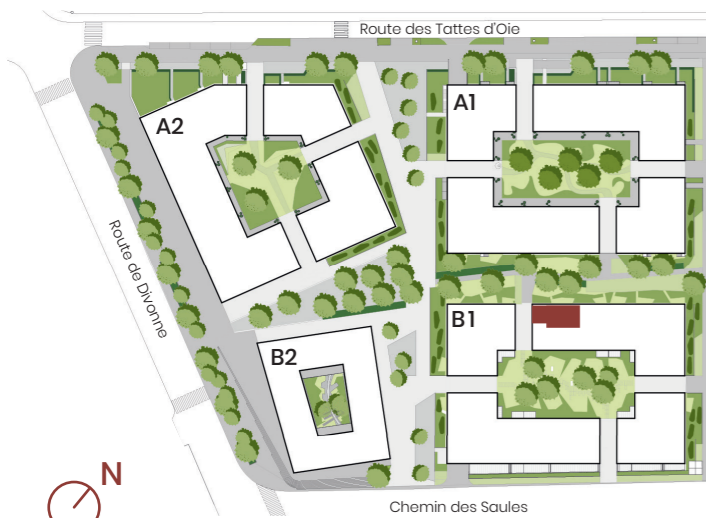 Route des Tattes d'Oie
A2
A1
Route de Divonne
B1
B2
N
Chemin des Saules